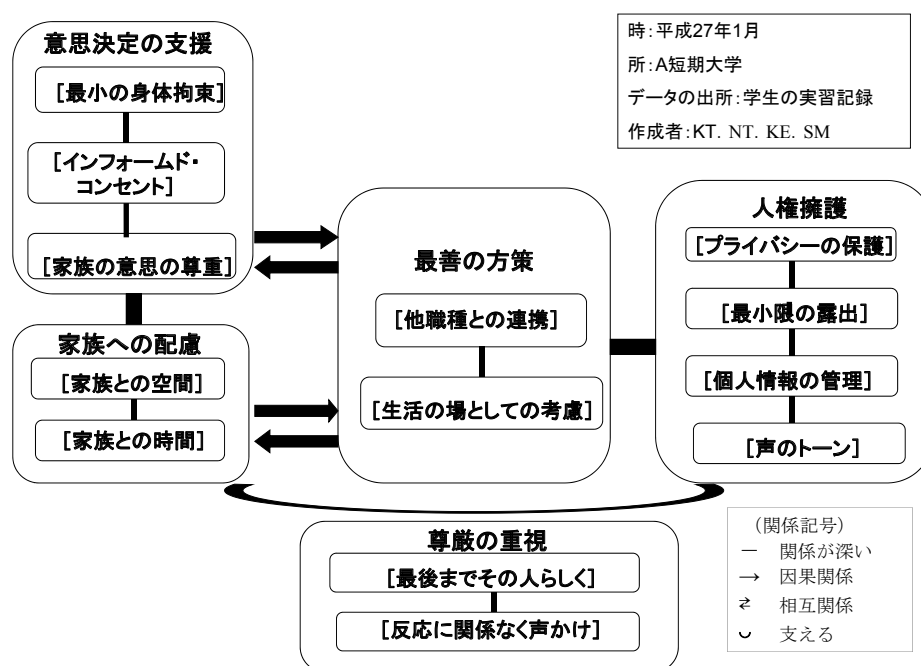 意思決定の支援
[最小の身体拘束]
[インフォームド・
コンセント]
[家族の意思の尊重]
家族への配慮
[家族との空間]
[家族との時間]
最善の方策
[他職種との連携]
[生活の場としての考慮]
時:平成27年1月
所:A短期大学
データの出所:学生の実習記録
作成者:KT. NT. KE. SM
人権擁護
[プライバシーの保護]
[最小限の露出]
[個人情報の管理]
[声のトーン]
尊厳の重視
[最後までその人らしく]
[反応に関係なく声かけ]
(関係記号)
― 関係が深い
→ 因果関係
⇄ 相互関係
⌣ 支える